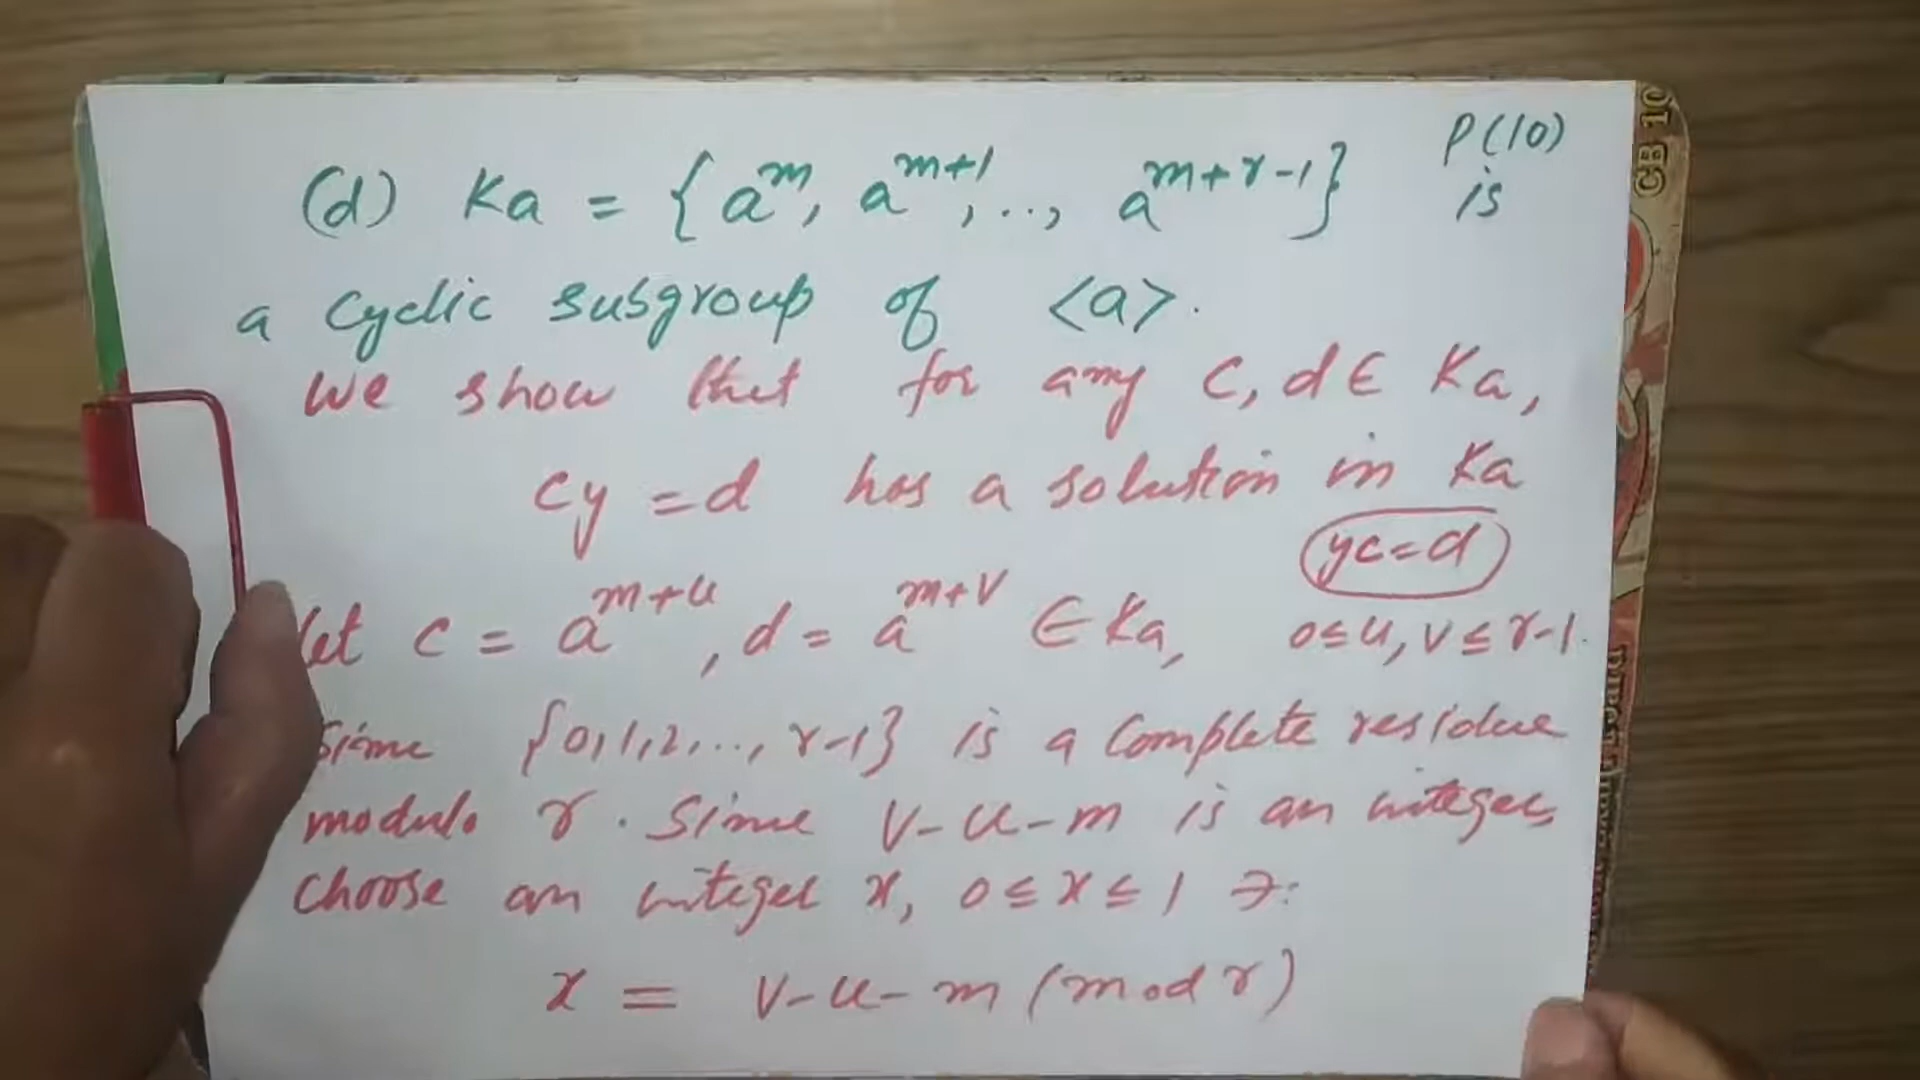 P(10)
(d) Ka = {a^m, a^{m+1}, .., a^{m+r-1}} is
a cyclic subgroup of <a>.
We show that for any c, d ∈ Ka,
cy = d has a solution in Ka
yc = d
let c = a^{m+u}, d = a^{m+v} ∈ Ka, 0 ≤ u, v ≤ r-1.
Since {0, 1, 2, .., r-1} is a complete residue
modulo r. Since v-u-m is an integer,
choose an integer x, 0 ≤ x ≤ 1 ∋:
x = v-u-m (mod r)
CB 10